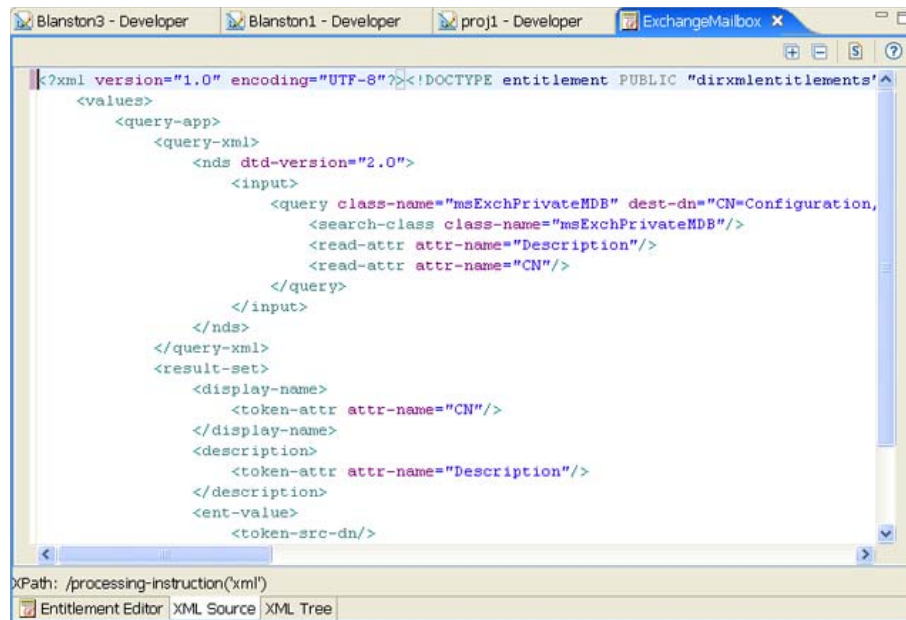 Blanston3 - Developer Blanston1 - Developer proj1 - Developer ExchangeMailbox
<?xml version="1.0" encoding="UTF-8"?><!DOCTYPE entitlement PUBLIC "dirxmlentitlements"
<values>
<query-app>
<query-xml>
<nds dtd-version="2.0">
<input>
<query class-name="msExchPrivateMDB" dest-dn="CN=Configuration,
<search-class class-name="msExchPrivateMDB"/>
<read-attr attr-name="Description"/>
<read-attr attr-name="CN"/>
</query>
</input>
</nds>
</query-xml>
<result-set>
<display-name>
<token-attr attr-name="CN"/>
</display-name>
<description>
<token-attr attr-name="Description"/>
</description>
<ent-value>
<token-src-dn/>
XPath: /processing-instruction('xml')
Entitlement Editor XML Source XML Tree